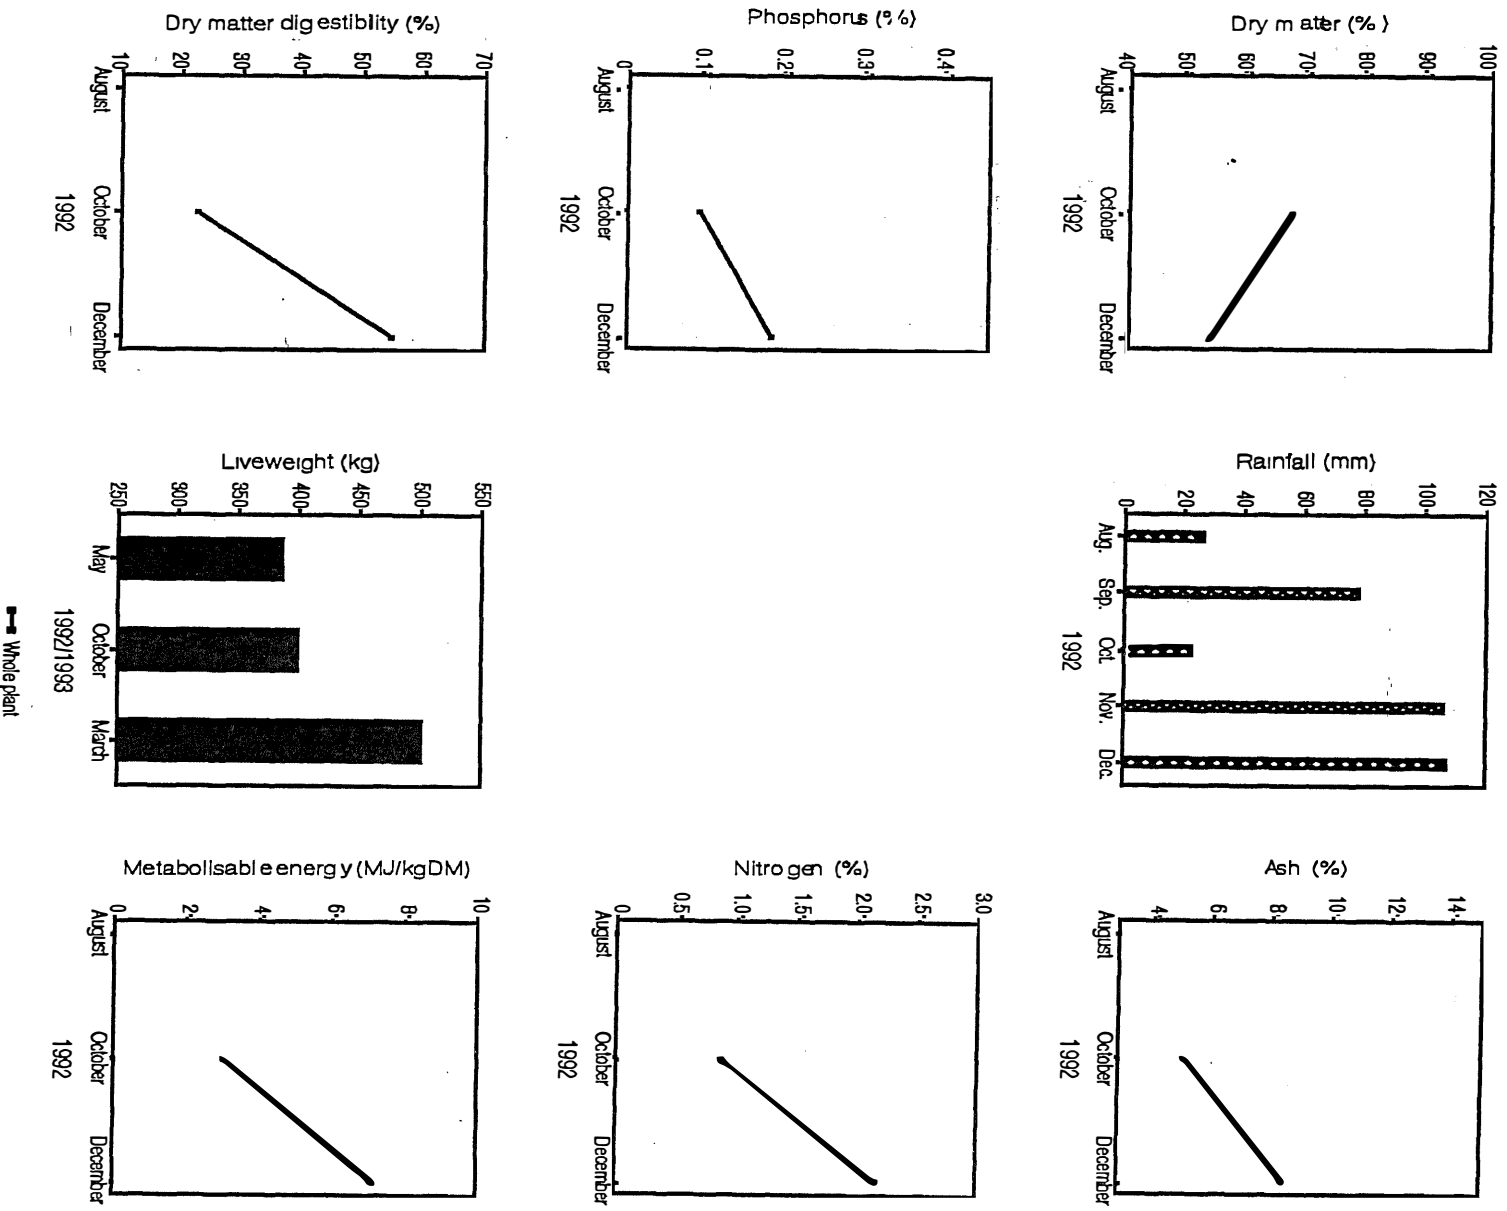 Dry matter (%)
100
90
80
70
60
50
40
August
October
December
1992
Rainfall (mm)
120
100
80
60
40
20
0
Aug.
Sep.
Oct
Nov.
Dec.
1992
Ash (%)
14
12
10
8
6
4
August
October
December
1992
Phosphorus (%)
0.4
0.3
0.2
0.1
0
August
October
December
1992
Nitrogen (%)
3.0
2.5
2.0
1.5
1.0
0.5
0
August
October
December
1992
Dry matter digestiblity (%)
70
60
50
40
30
20
10
August
October
December
1992
Liveweight (kg)
550
500
450
400
350
300
250
May
October
March
1992/1993
Metabolisable energy (MJ/kgDM)
10
8
6
4
2
0
August
October
December
1992
Whole plant